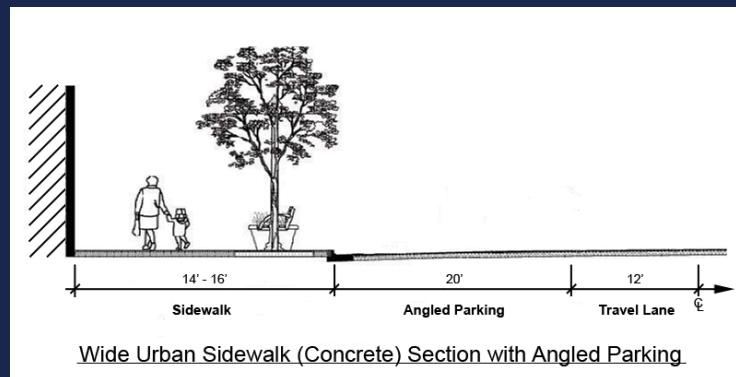 14' - 16'
20'
12'
Sidewalk
Angled Parking
Travel Lane
℄
Wide Urban Sidewalk (Concrete) Section with Angled Parking